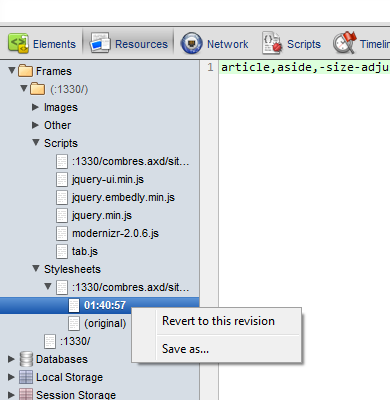 Elements Resources Network Scripts Timelin
Frames
(:1330/)
Images
Other
Scripts
:1330/combres.axd/sit...
jquery-ui.min.js
jquery.embedly.min.js
jquery.min.js
modernizr-2.0.6.js
tab.js
Stylesheets
:1330/combres.axd/sit...
01:40:57
(original)
:1330/
Databases
Local Storage
Session Storage
1 article,aside,-size-adju
Revert to this revision
Save as...